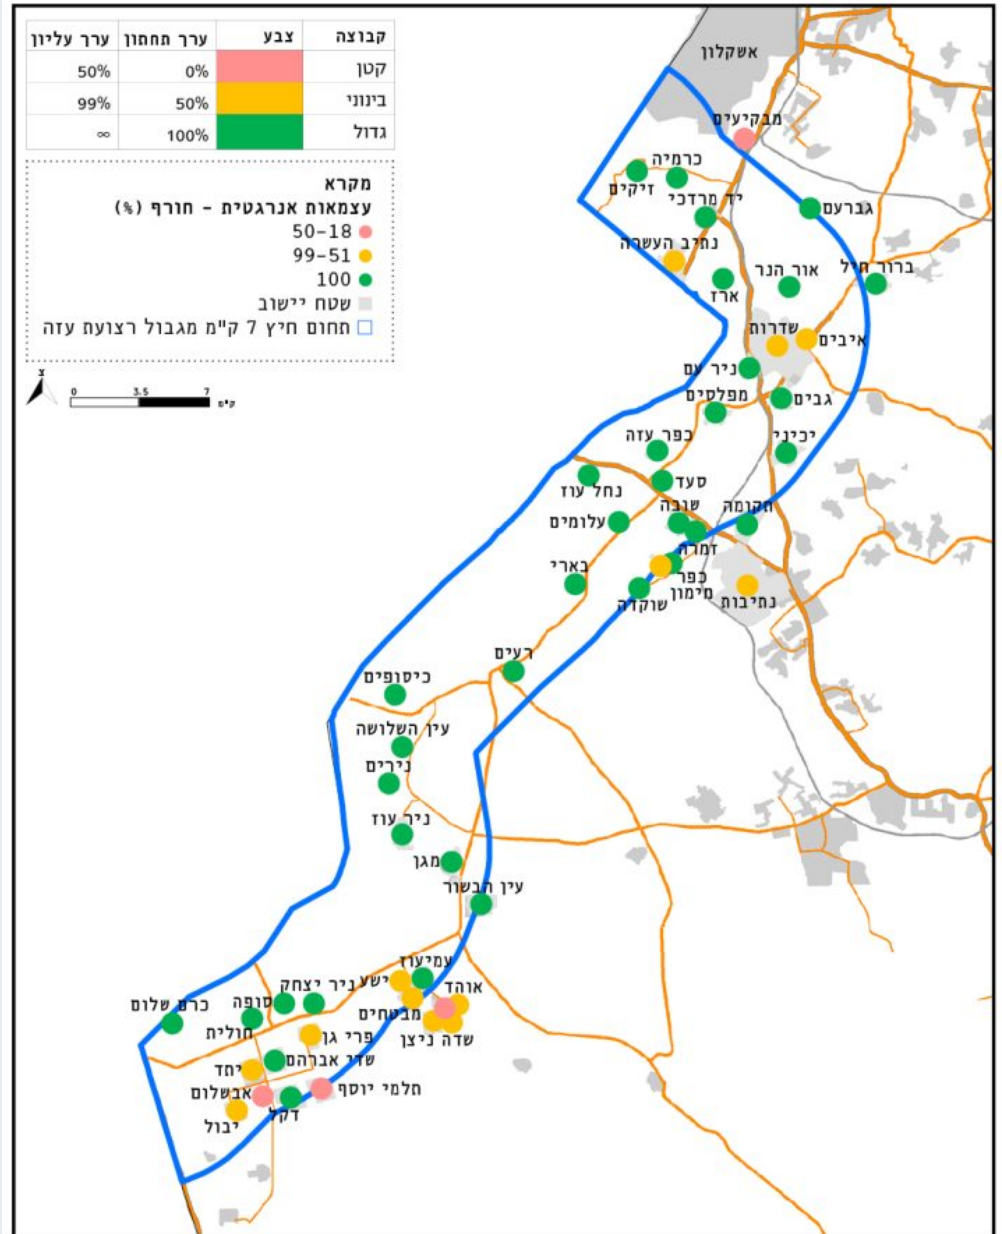 קבוצה צבע ערך תחתון ערך עליון
קטן 0% 50%
בינוני 50% 99%
גדול 100% ∞
מקרא
עצמאות אנרגטית - חורף (%)
50-18
99-51
100
שטח יישוב
תחום חיץ 7 ק"מ מגבול רצועת עזה
צ
0 3.5 7
ק"מ
אשקלון
מבקיעים
כרמיה
זיקים
יד מרדכי
גברעם
נתיב העשרה
ברור חיל
אור הנר
ארז
שדרות
איבים
ניר עם
מפלסים
גבים
כפר עזה
יכיני
סעד
נחל עוז
שובה
תקומה
עלומים
זמרה
בארי
כפר
מימון
שוקדה
נתיבות
רעים
כיסופים
עין השלושה
נירים
ניר עוז
מגן
עין הבשור
עמיעוז
ישע
ניר יצחק
אוהד
סופה
כרם שלום
מבטחים
חולית
פרי גן
שדה ניצן
שדי אברהם
יתד
אבשלום
תלמי יוסף
דקל
יבול